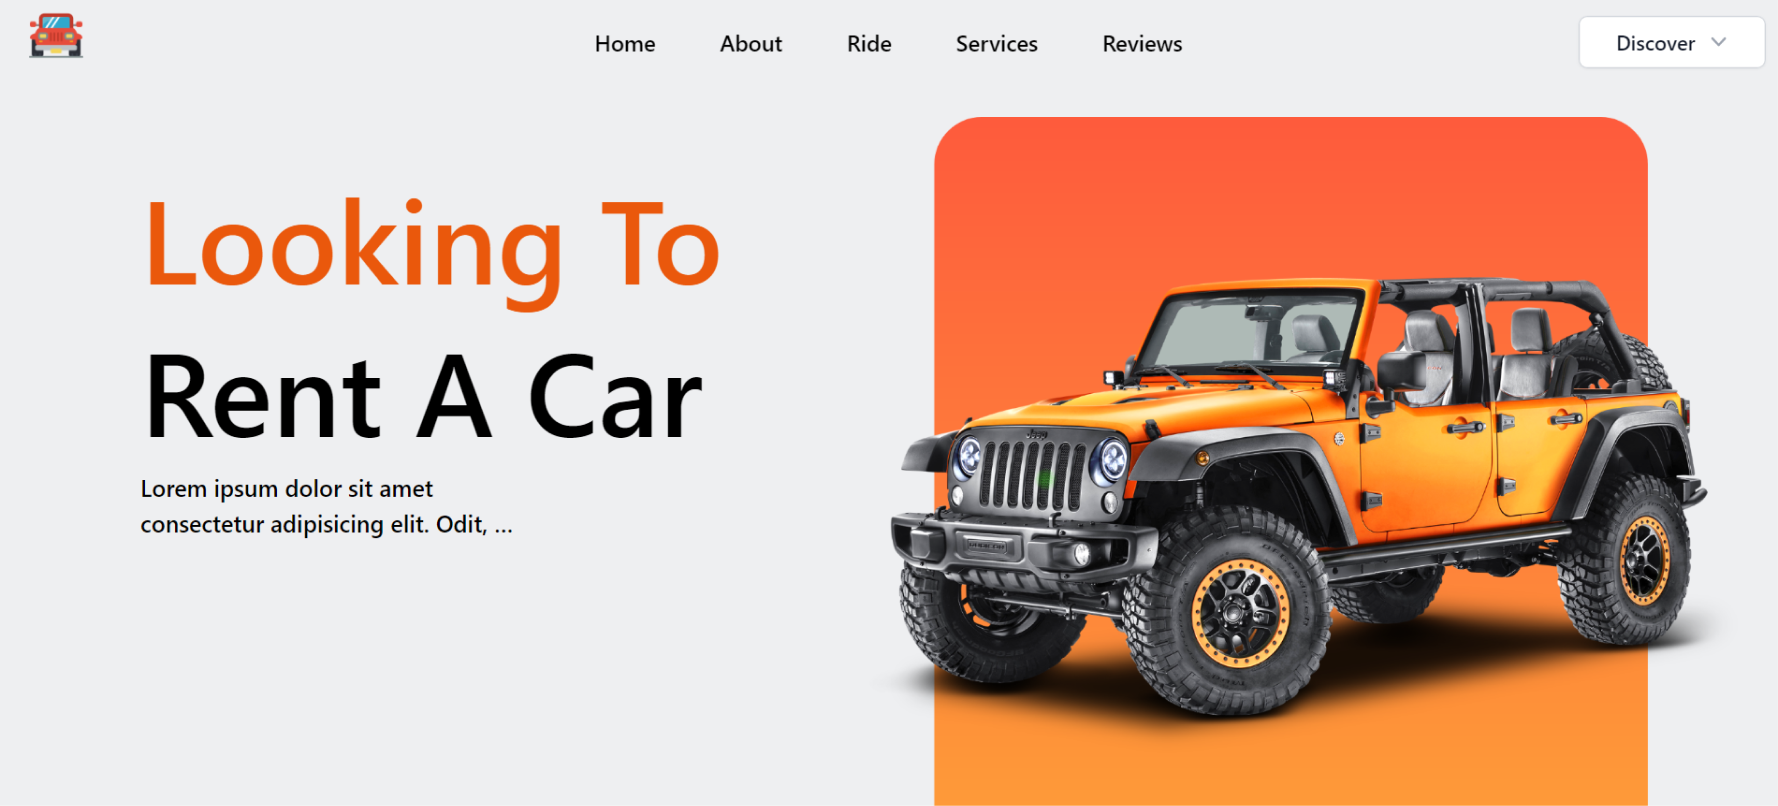 Home About Ride Services Reviews Discover
Looking To
Rent A Car
Lorem ipsum dolor sit amet
consectetur adipisicing elit. Odit, ...
Jeep